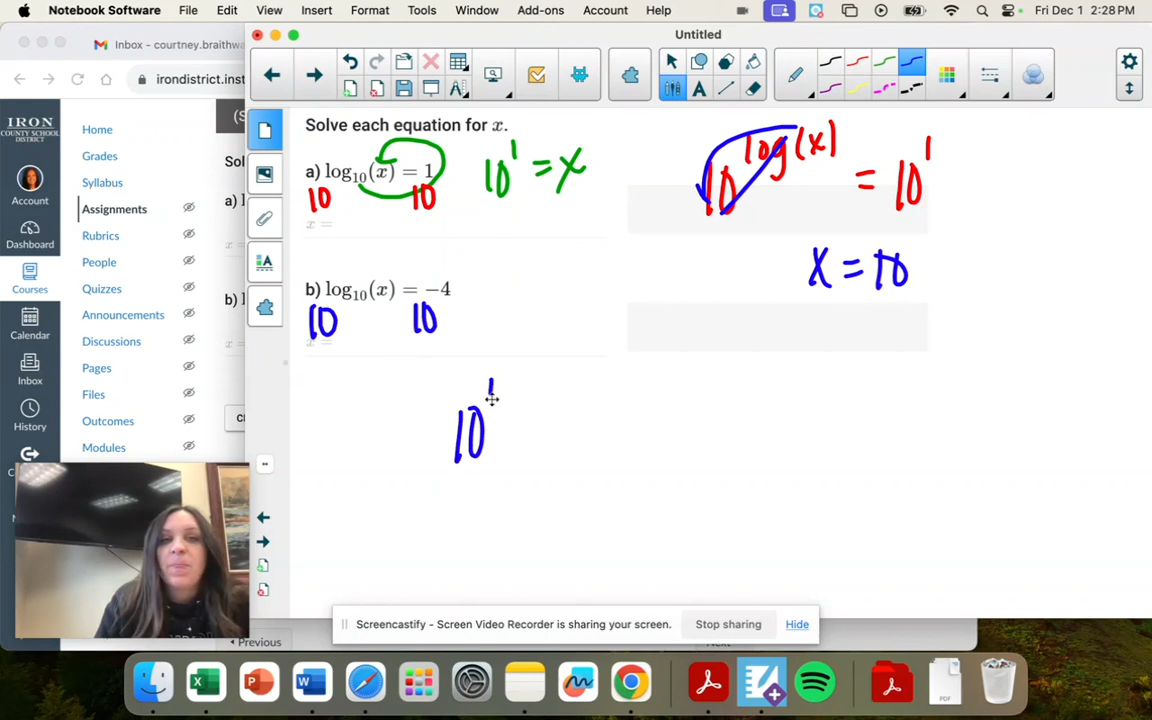 Notebook Software File Edit View Insert Format Tools Window Add-ons Account Help Fri Dec 1 2:28 PM
Inbox - courtney.braithw
Untitled
irondistrict.inst
IRON
COUNTY SCHOOL
DISTRICT
Account
Dashboard
Courses
Calendar
Inbox
History
Home
Grades
Syllabus
Assignments
Rubrics
People
Quizzes
Announcements
Discussions
Pages
Files
Outcomes
Modules
(S
Sol
a) l
x =
b) l
Previous
Solve each equation for x.
a) log₁₀(x) = 1
10 10
10¹ = x
x =
10^log(x) = 10¹
x = 10
b) log₁₀(x) = −4
10 10
x =
10
Screencastify - Screen Video Recorder is sharing your screen. Stop sharing Hide